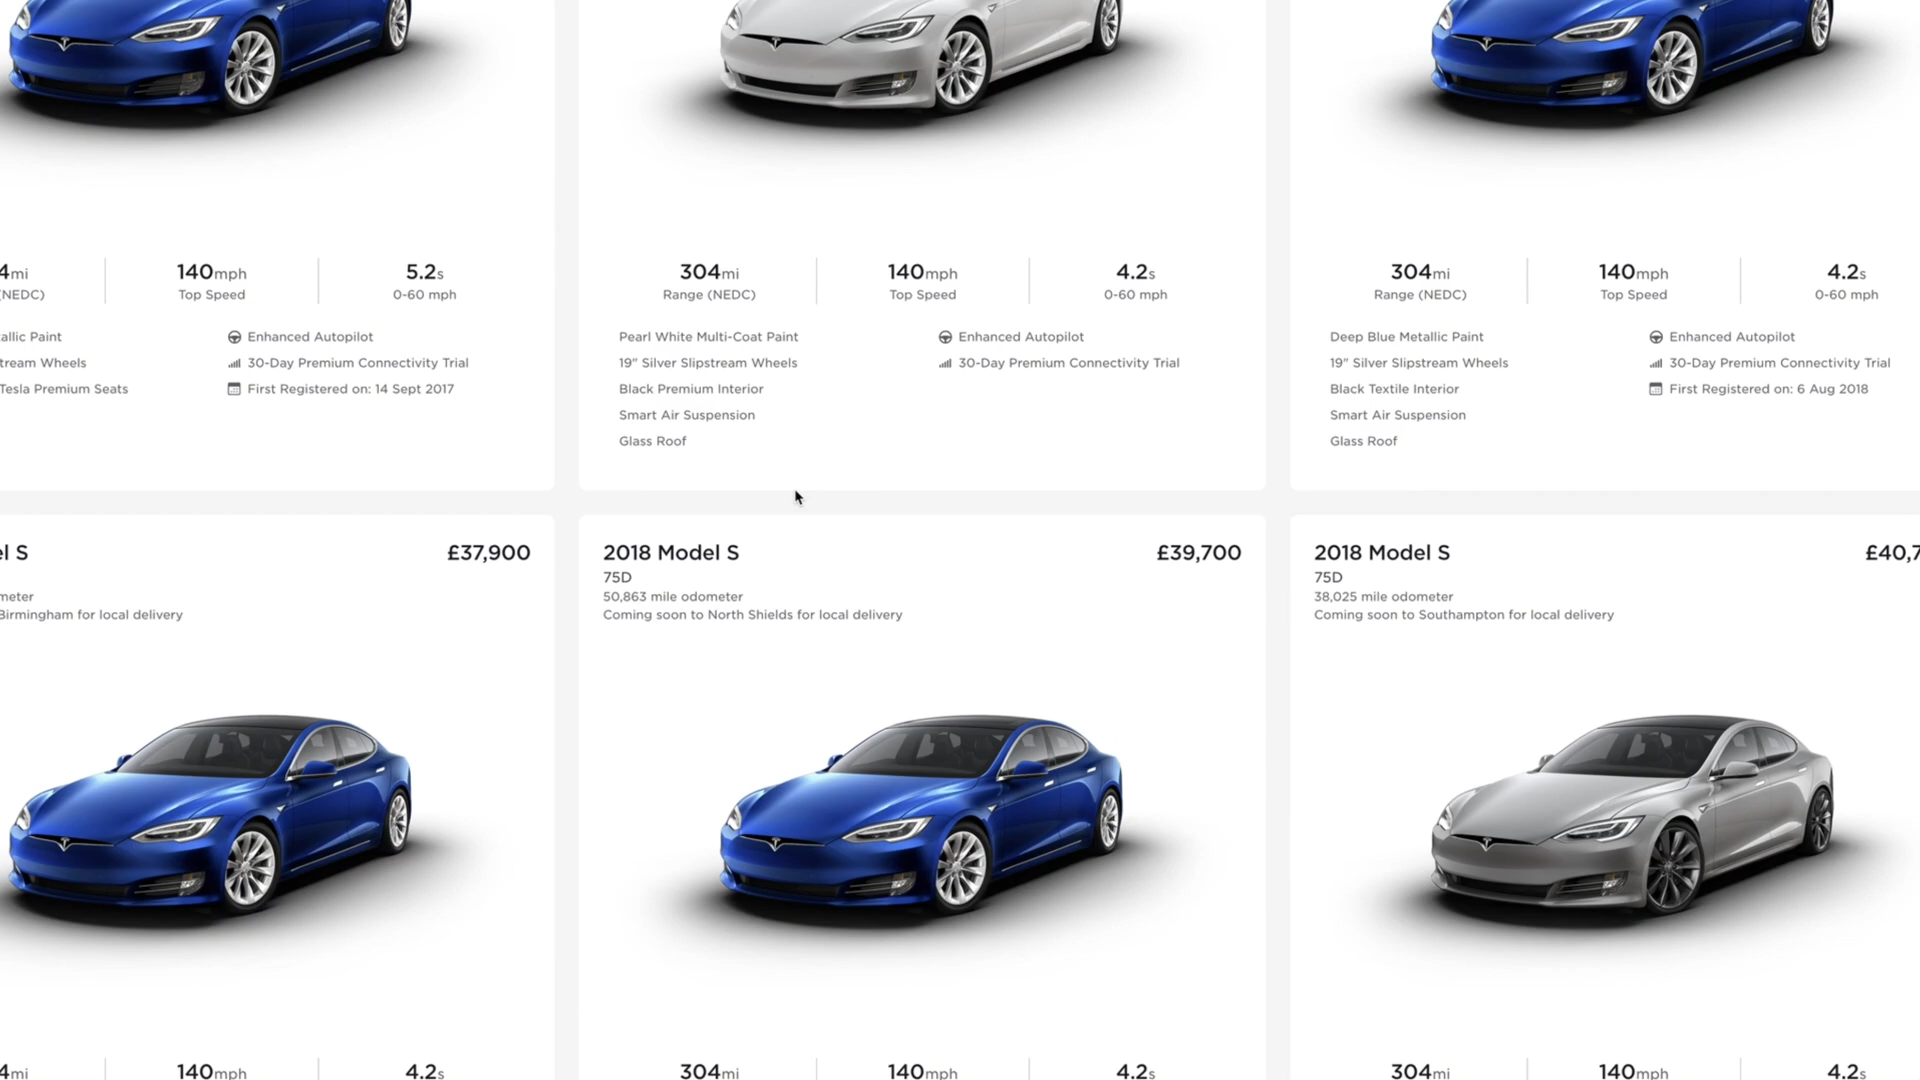 4mi
140mph
5.2s
(NEDC)
Top Speed
0-60 mph
allic Paint
Enhanced Autopilot
tream Wheels
30-Day Premium Connectivity Trial
Tesla Premium Seats
First Registered on: 14 Sept 2017
304mi
140mph
4.2s
Range (NEDC)
Top Speed
0-60 mph
Pearl White Multi-Coat Paint
Enhanced Autopilot
19" Silver Slipstream Wheels
30-Day Premium Connectivity Trial
Black Premium Interior
Smart Air Suspension
Glass Roof
304mi
140mph
4.2s
Range (NEDC)
Top Speed
0-60 mph
Deep Blue Metallic Paint
Enhanced Autopilot
19" Silver Slipstream Wheels
30-Day Premium Connectivity Trial
Black Textile Interior
First Registered on: 6 Aug 2018
Smart Air Suspension
Glass Roof
el S
£37,900
meter
Birmingham for local delivery
4mi
140mph
4.2s
2018 Model S
£39,700
75D
50,863 mile odometer
Coming soon to North Shields for local delivery
304mi
140mph
4.2s
2018 Model S
£40,7
75D
38,025 mile odometer
Coming soon to Southampton for local delivery
304mi
140mph
4.2s